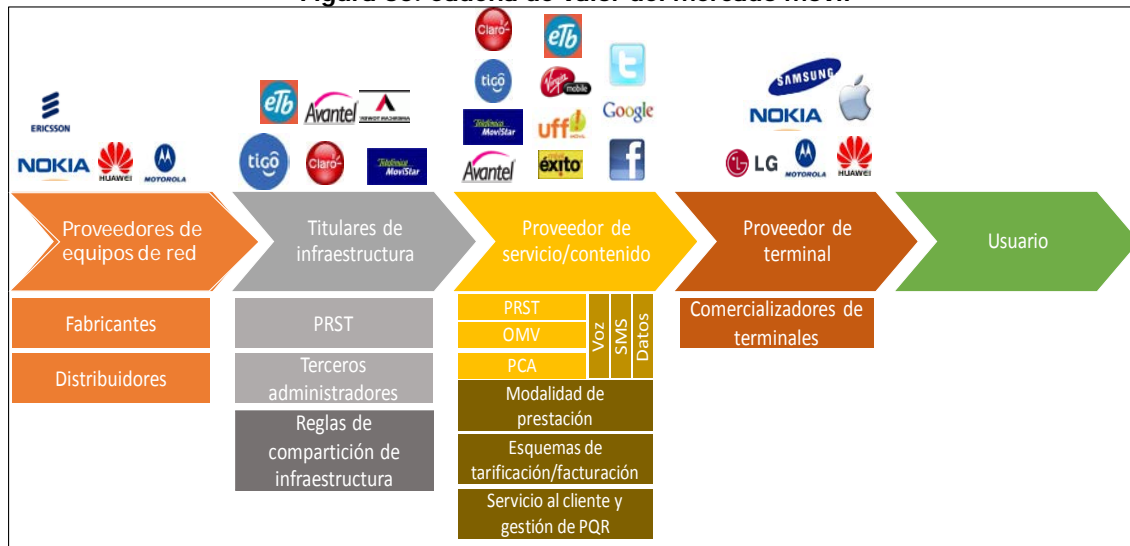 ERICSSON
NOKIA
HUAWEI
MOTOROLA
eTb
Avantel
tigo
Claro
Telefónica
MoviStar
Claro
eTb
tigo
Virgin
mobile
Telefónica
MoviStar
uff!
Google
Avantel
éxito
SAMSUNG
NOKIA
LG
MOTOROLA
HUAWEI
Proveedores de
equipos de red
Titulares de
infraestructura
Proveedor de
servicio/contenido
Proveedor de
terminal
Usuario
Fabricantes
Distribuidores
PRST
Terceros
administradores
Reglas de
compartición de
infraestructura
PRST
OMV
PCA
Voz
SMS
Datos
Modalidad de
prestación
Esquemas de
tarificación/facturación
Servicio al cliente y
gestión de PQR
Comercializadores de
terminales